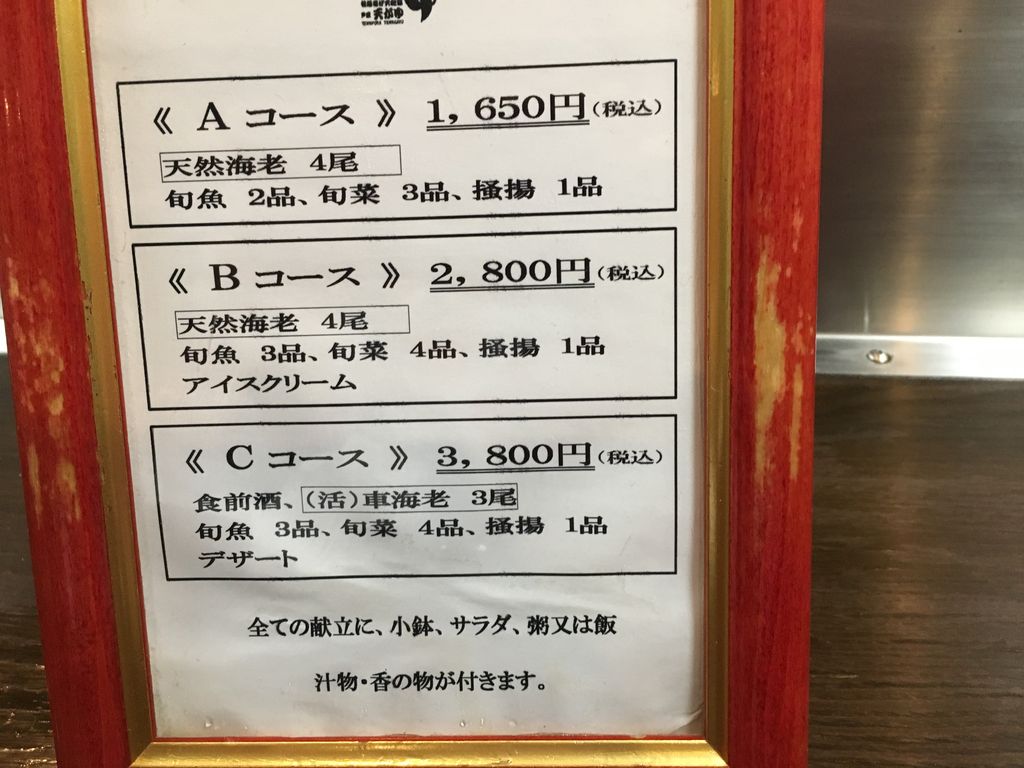 天がゆ
《 A コース 》 1,650円(税込)
天然海老 4尾
旬魚 2品、旬菜 3品、掻揚 1品
《 B コース 》 2,800円(税込)
天然海老 4尾
旬魚 3品、旬菜 4品、掻揚 1品
アイスクリーム
《 C コース 》 3,800円(税込)
食前酒、(活)車海老 3尾
旬魚 3品、旬菜 4品、掻揚 1品
デザート
全ての献立に、小鉢、サラダ、粥又は飯
汁物・香の物が付きます。